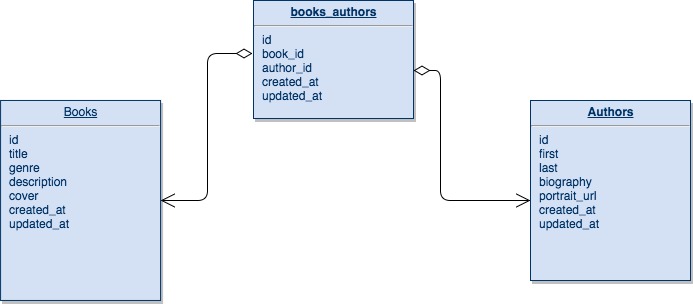 books_authors
id
book_id
author_id
created_at
updated_at
Books
id
title
genre
description
cover
created_at
updated_at
Authors
id
first
last
biography
portrait_url
created_at
updated_at